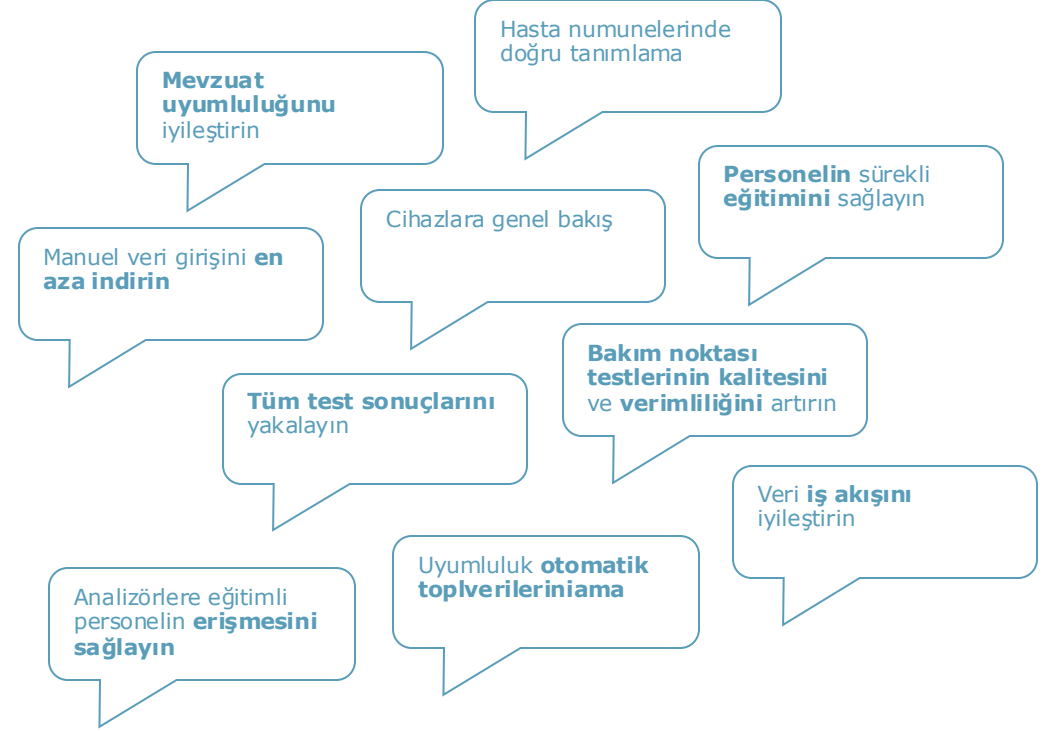 Hasta numunelerinde
doğru tanımlama
Mevzuat
uyumluluğunu
iyileştirin
Personelin sürekli
eğitimini sağlayın
Cihazlara genel bakış
Manuel veri girişini en
aza indirin
Bakım noktası
testlerinin kalitesini
ve verimliliğini artırın
Tüm test sonuçlarını
yakalayın
Veri iş akışını
iyileştirin
Uyumluluk otomatik
toplverileriniama
Analizörlere eğitimli
personelin erişmesini
sağlayın